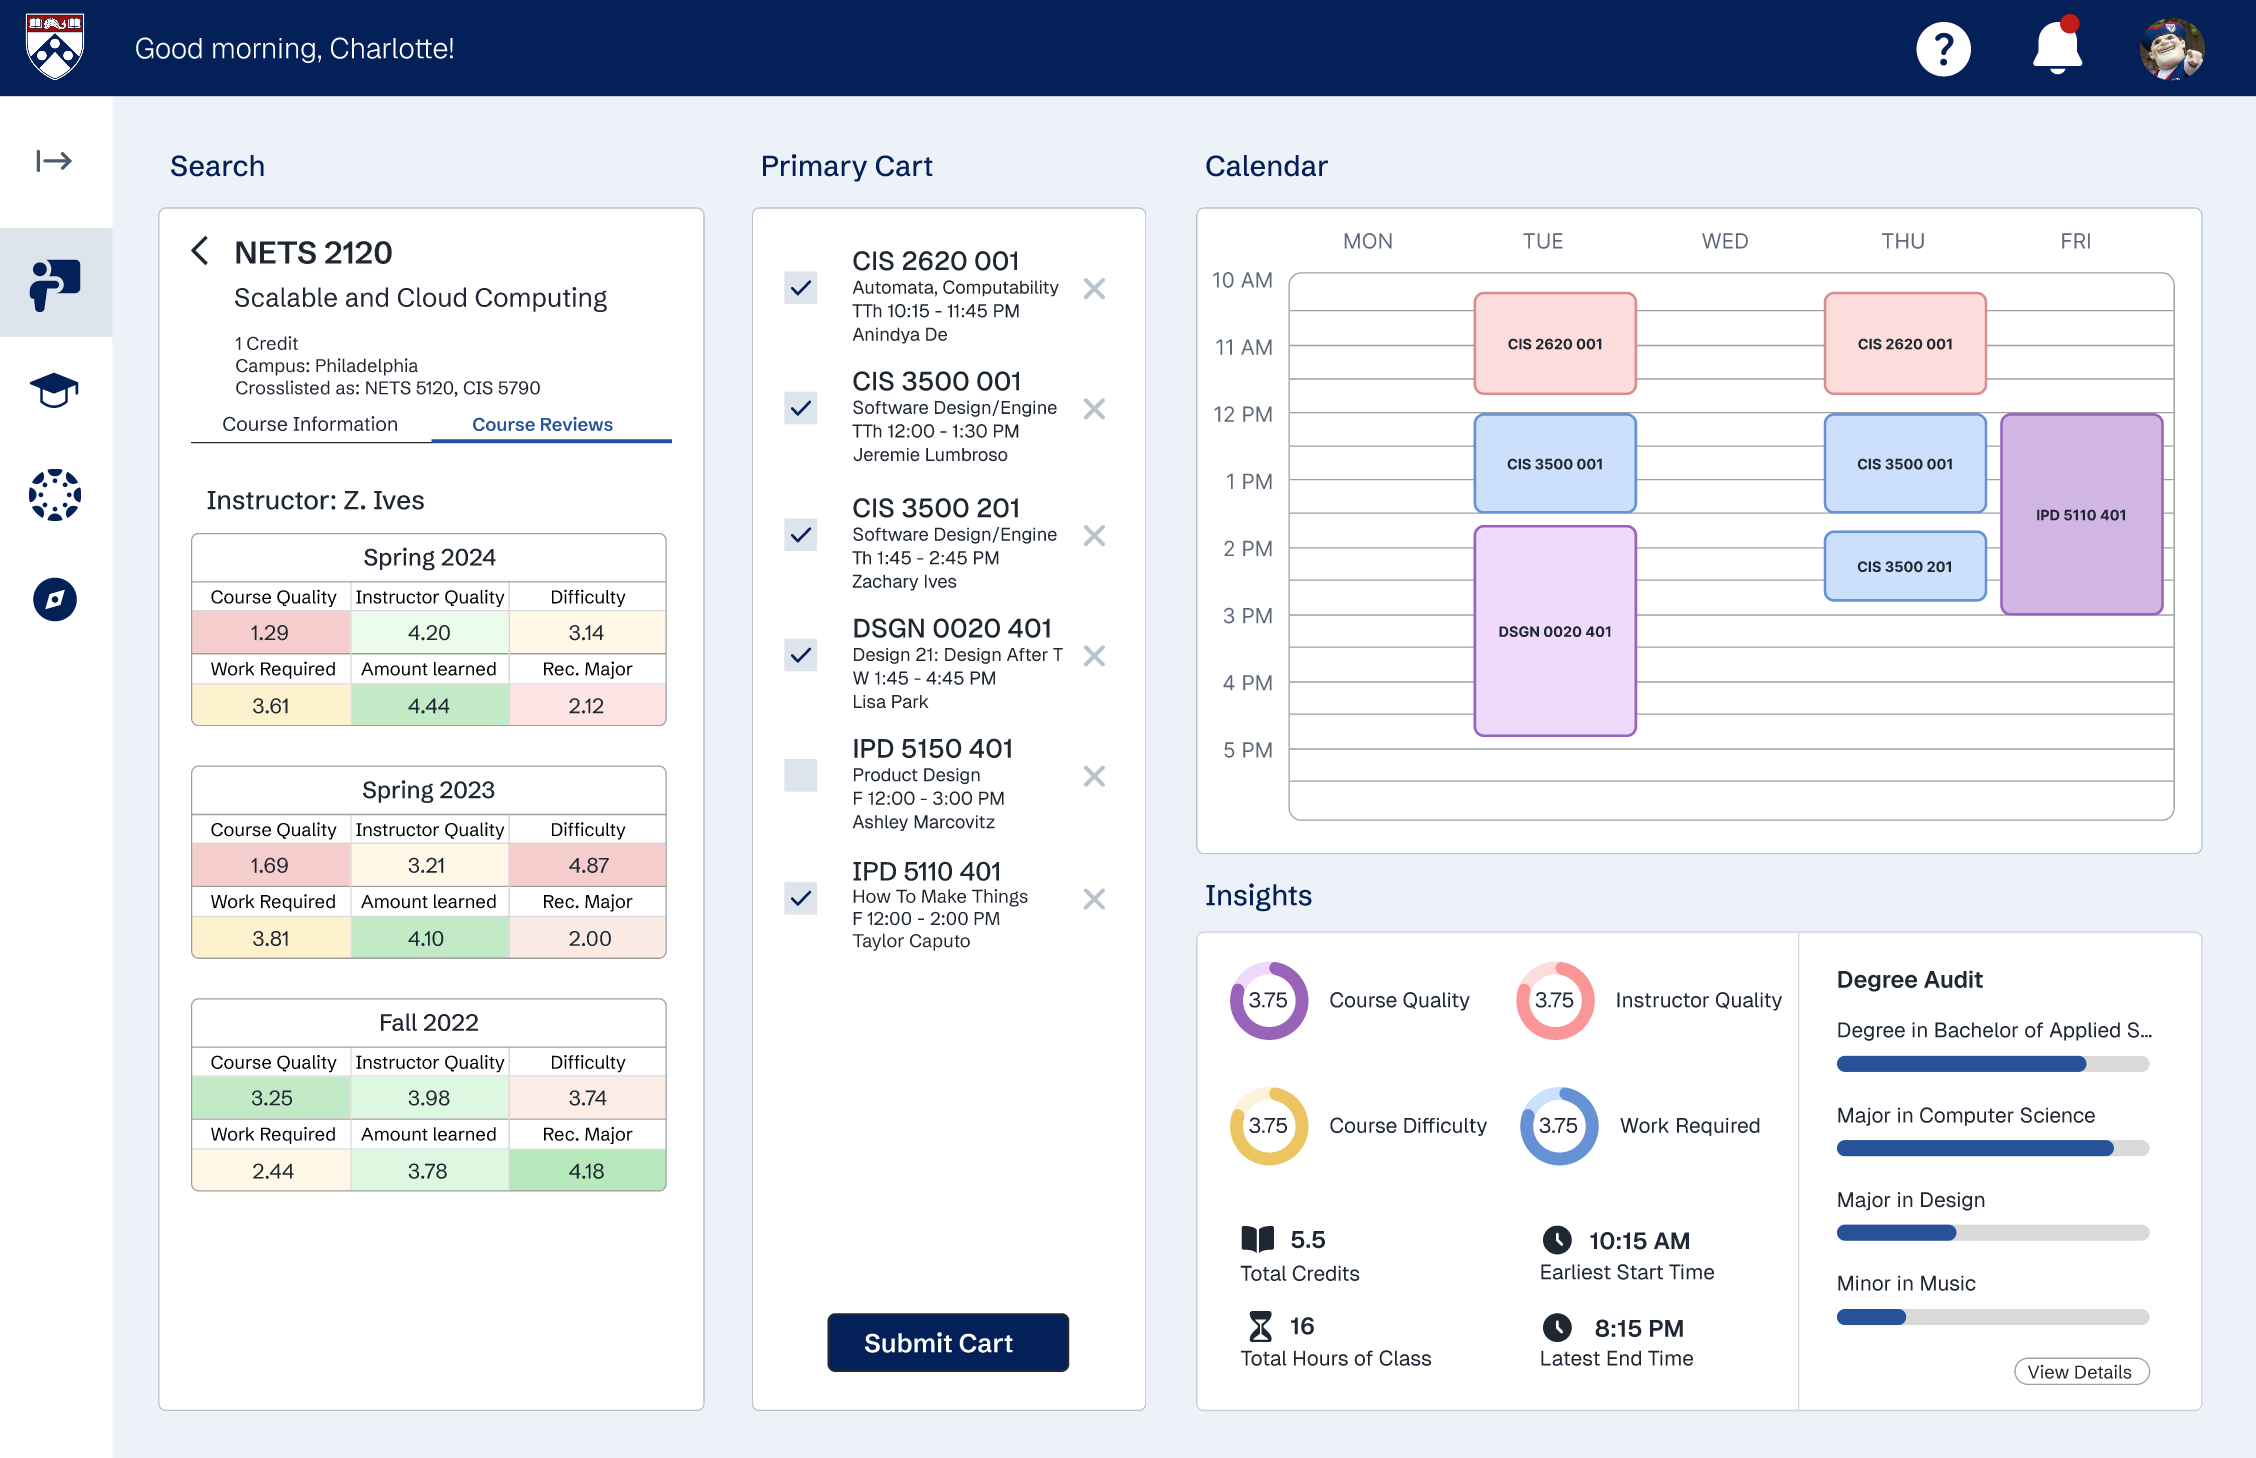 Good morning, Charlotte!
?
Search
NETS 2120
Scalable and Cloud Computing
1 Credit
Campus: Philadelphia
Crosslisted as: NETS 5120, CIS 5790
Course Information
Course Reviews
Instructor: Z. Ives
Spring 2024
Course Quality Instructor Quality Difficulty
1.29 4.20 3.14
Work Required Amount learned Rec. Major
3.61 4.44 2.12
Spring 2023
Course Quality Instructor Quality Difficulty
1.69 3.21 4.87
Work Required Amount learned Rec. Major
3.81 4.10 2.00
Fall 2022
Course Quality Instructor Quality Difficulty
3.25 3.98 3.74
Work Required Amount learned Rec. Major
2.44 3.78 4.18
Primary Cart
CIS 2620 001
Automata, Computability
TTh 10:15 - 11:45 PM
Anindya De
CIS 3500 001
Software Design/Engine
TTh 12:00 - 1:30 PM
Jeremie Lumbroso
CIS 3500 201
Software Design/Engine
Th 1:45 - 2:45 PM
Zachary Ives
DSGN 0020 401
Design 21: Design After T
W 1:45 - 4:45 PM
Lisa Park
IPD 5150 401
Product Design
F 12:00 - 3:00 PM
Ashley Marcovitz
IPD 5110 401
How To Make Things
F 12:00 - 2:00 PM
Taylor Caputo
Submit Cart
Calendar
MON TUE WED THU FRI
10 AM
11 AM
12 PM
1 PM
2 PM
3 PM
4 PM
5 PM
CIS 2620 001
CIS 2620 001
CIS 3500 001
CIS 3500 001
IPD 5110 401
CIS 3500 201
DSGN 0020 401
Insights
3.75 Course Quality
3.75 Instructor Quality
3.75 Course Difficulty
3.75 Work Required
5.5
Total Credits
10:15 AM
Earliest Start Time
16
Total Hours of Class
8:15 PM
Latest End Time
Degree Audit
Degree in Bachelor of Applied S...
Major in Computer Science
Major in Design
Minor in Music
View Details